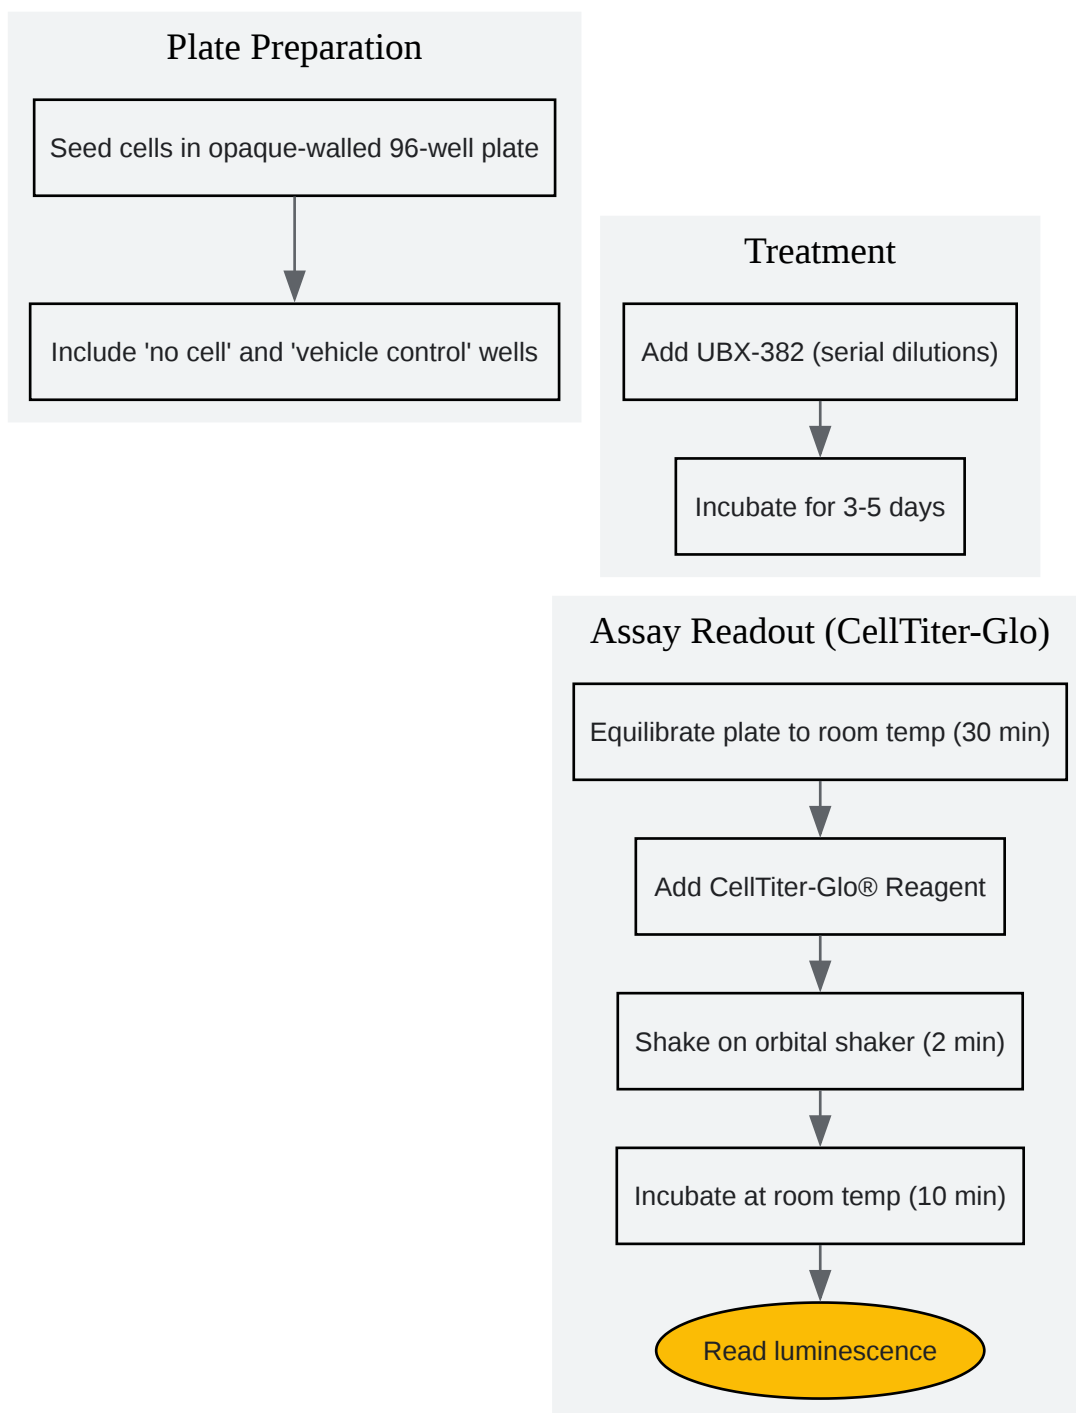 Plate Preparation
Seed cells in opaque-walled 96-well plate
Include 'no cell' and 'vehicle control' wells
Treatment
Add UBX-382 (serial dilutions)
Incubate for 3-5 days
Assay Readout (CellTiter-Glo)
Equilibrate plate to room temp (30 min)
Add CellTiter-Glo® Reagent
Shake on orbital shaker (2 min)
Incubate at room temp (10 min)
Read luminescence